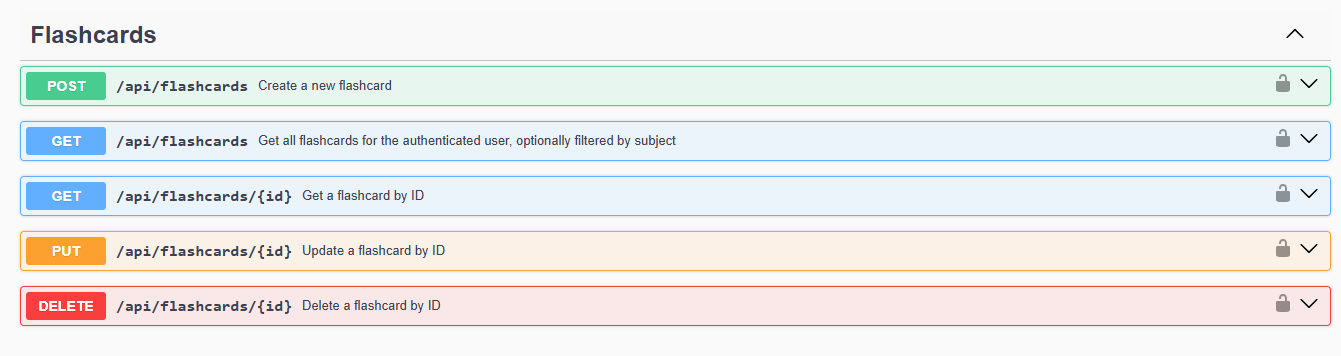 Flashcards
POST /api/flashcards Create a new flashcard
GET /api/flashcards Get all flashcards for the authenticated user, optionally filtered by subject
GET /api/flashcards/{id} Get a flashcard by ID
PUT /api/flashcards/{id} Update a flashcard by ID
DELETE /api/flashcards/{id} Delete a flashcard by ID